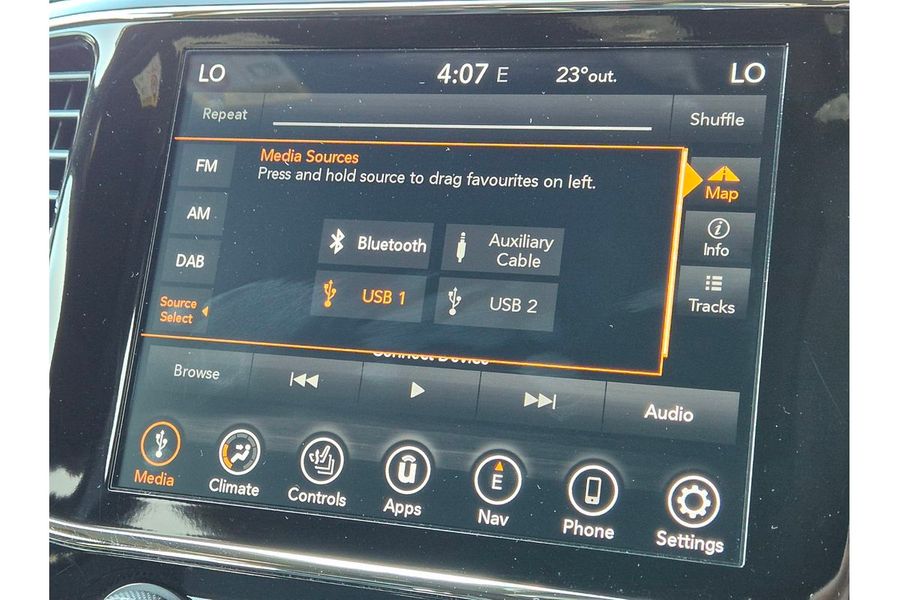 LO 4:07 E 23°out. LO
Repeat Shuffle
Media Sources
Press and hold source to drag favourites on left.
FM
AM
DAB
Source
Select
Bluetooth
Auxiliary
Cable
USB 1
USB 2
Map
i
Info
Tracks
Connect Device
Browse
Audio
Media
Climate
Controls
ū
Apps
E
Nav
Phone
Settings